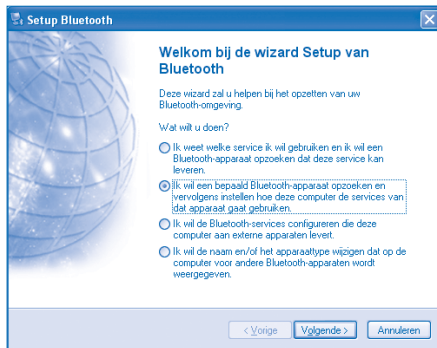 Setup Bluetooth
Welkom bij de wizard Setup van
Bluetooth
Deze wizard zal u helpen bij het opzetten van uw
Bluetooth-omgeving.
Wat wilt u doen?
Ik weet welke service ik wil gebruiken en ik wil een
Bluetooth-apparaat opzoeken dat deze service kan
leveren.
Ik wil een bepaald Bluetooth-apparaat opzoeken en
vervolgens instellen hoe deze computer de services van
dat apparaat gaat gebruiken.
Ik wil de Bluetooth-services configureren die deze
computer aan externe apparaten levert.
Ik wil de naam en/of het apparaattype wijzigen dat op de
computer voor andere Bluetooth-apparaten wordt
weergegeven.
< Vorige Volgende > Annuleren